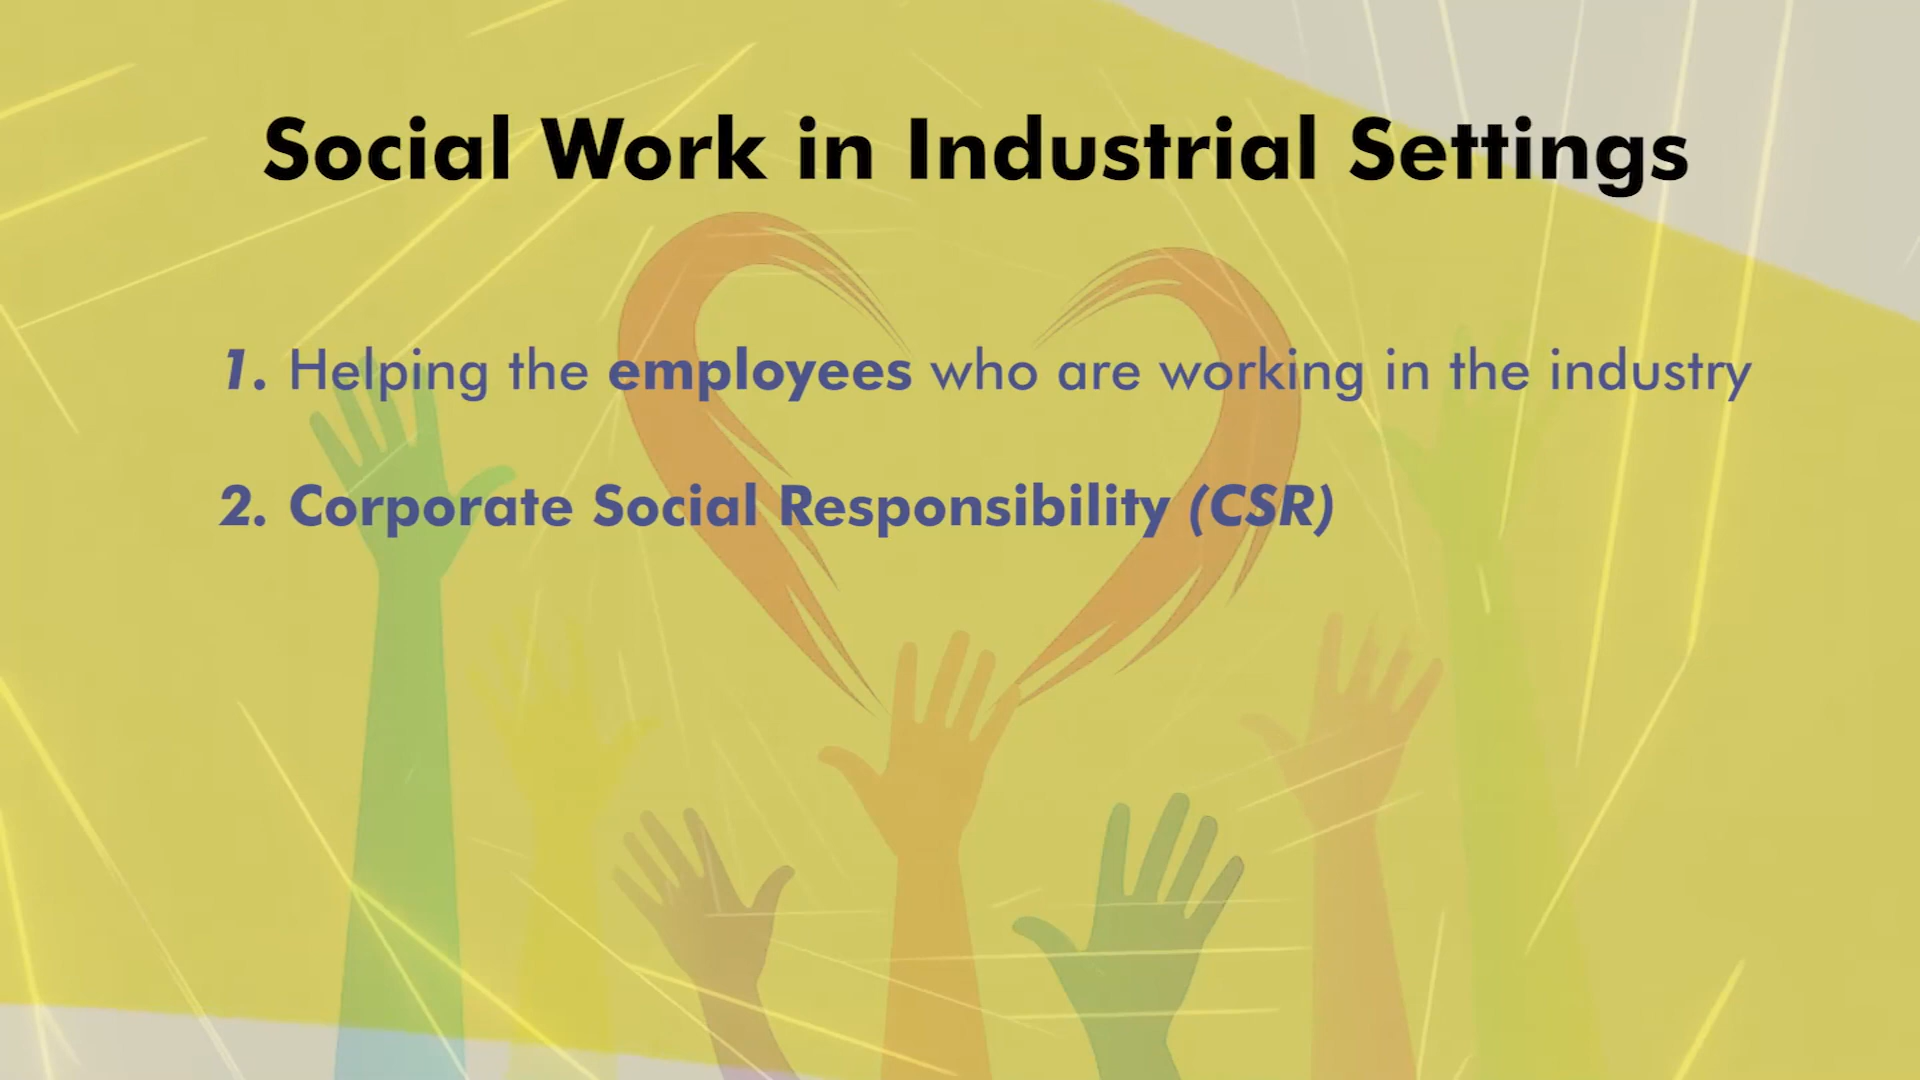 Social Work in Industrial Settings
1. Helping the employees who are working in the industry
2. Corporate Social Responsibility (CSR)